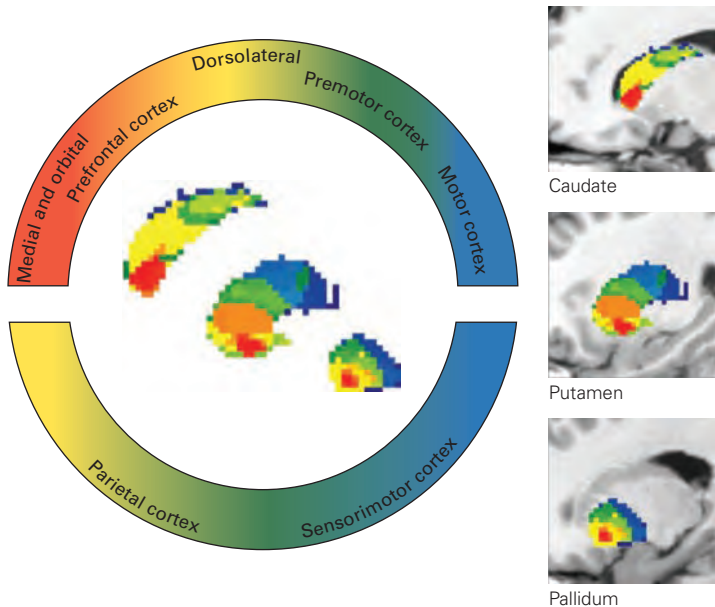 Medial and orbital
Prefrontal cortex
Dorsolateral
Premotor cortex
Motor cortex
Parietal cortex
Sensorimotor cortex
Caudate
Putamen
Pallidum